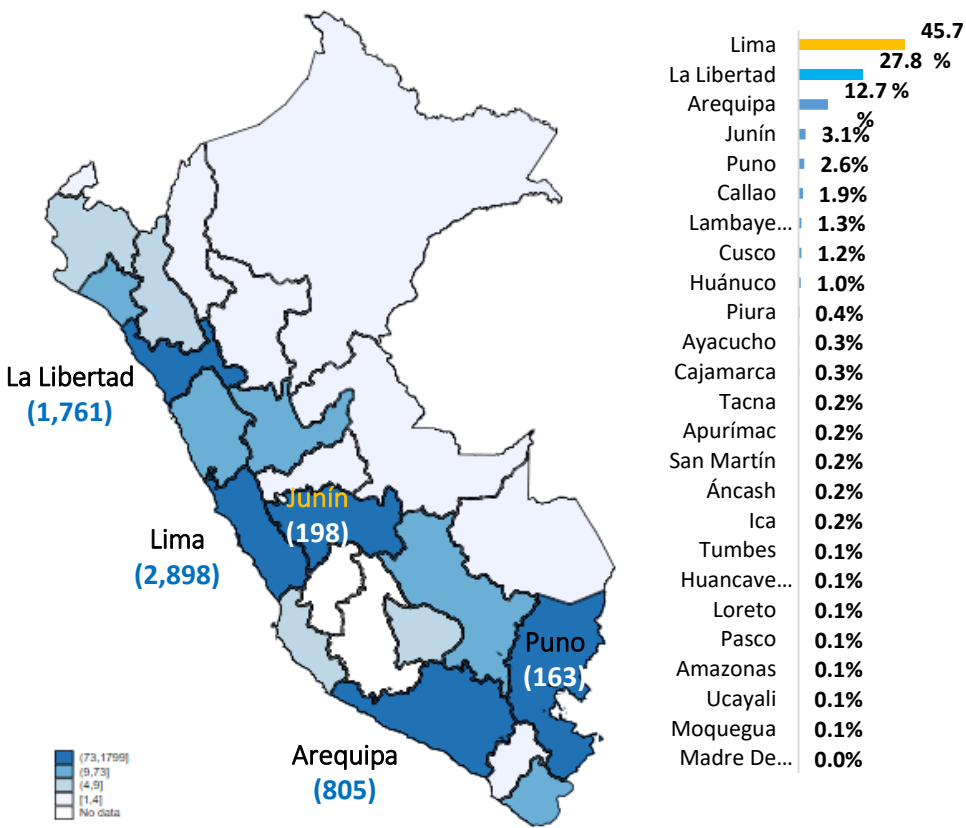 La Libertad
(1,761)
Lima
(2,898)
Junín
(198)
Puno
(163)
Arequipa
(805)
(73,1799]
(9,73]
(4,9]
[1,4]
No data
Lima 45.7 %
La Libertad 27.8 %
Arequipa 12.7 %
Junín 3.1%
Puno 2.6%
Callao 1.9%
Lambaye... 1.3%
Cusco 1.2%
Huánuco 1.0%
Piura 0.4%
Ayacucho 0.3%
Cajamarca 0.3%
Tacna 0.2%
Apurímac 0.2%
San Martín 0.2%
Áncash 0.2%
Ica 0.2%
Tumbes 0.1%
Huancave... 0.1%
Loreto 0.1%
Pasco 0.1%
Amazonas 0.1%
Ucayali 0.1%
Moquegua 0.1%
Madre De... 0.0%